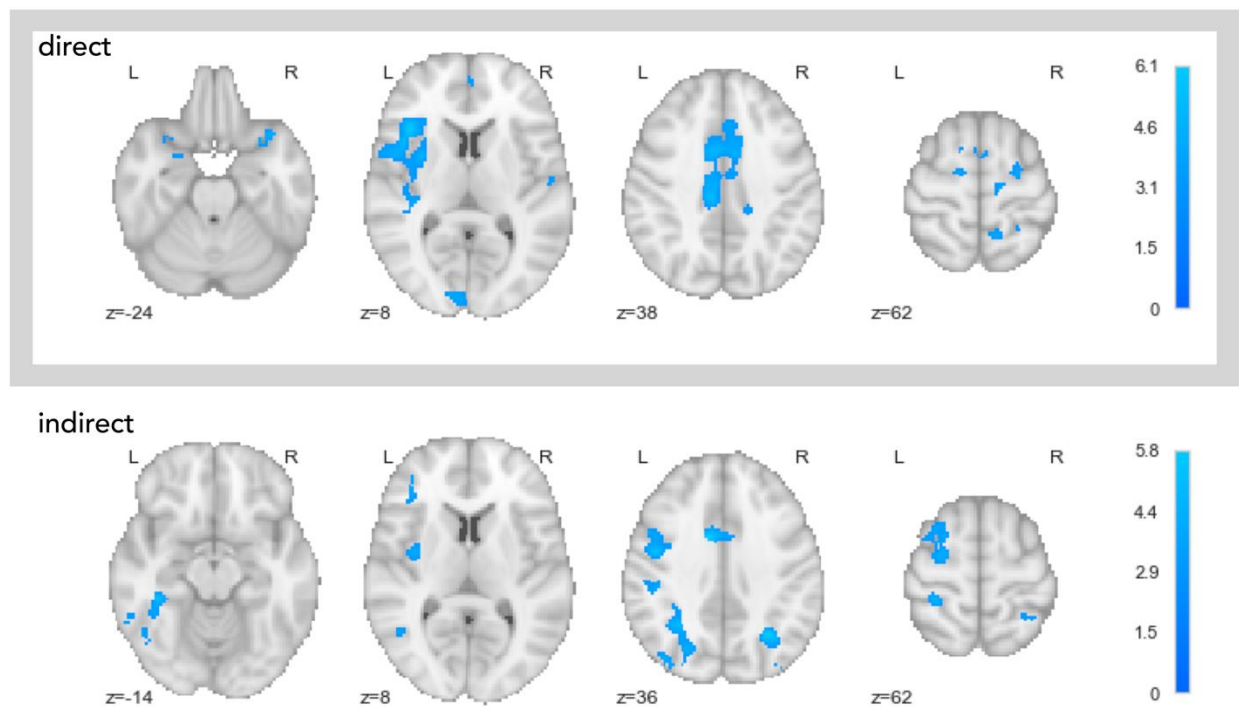 direct
L R L R L R L R
6.1
4.6
3.1
1.5
0
z=-24 z=8 z=38 z=62
indirect
L R L R L R L R
5.8
4.4
2.9
1.5
0
z=-14 z=8 z=36 z=62